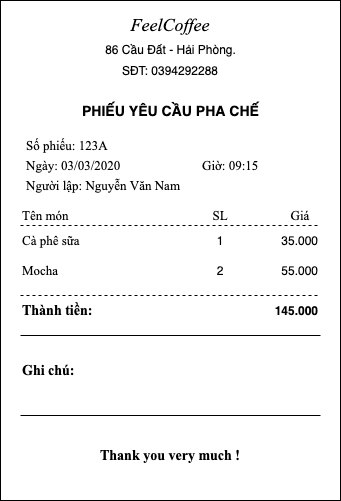 FeelCoffee
86 Cầu Đất - Hải Phòng.
SĐT: 0394292288
PHIẾU YÊU CẦU PHA CHẾ
Số phiếu: 123A
Ngày: 03/03/2020 Giờ: 09:15
Người lập: Nguyễn Văn Nam
Tên món SL Giá
Cà phê sữa 1 35.000
Mocha 2 55.000
Thành tiền: 145.000
Ghi chú:
Thank you very much !